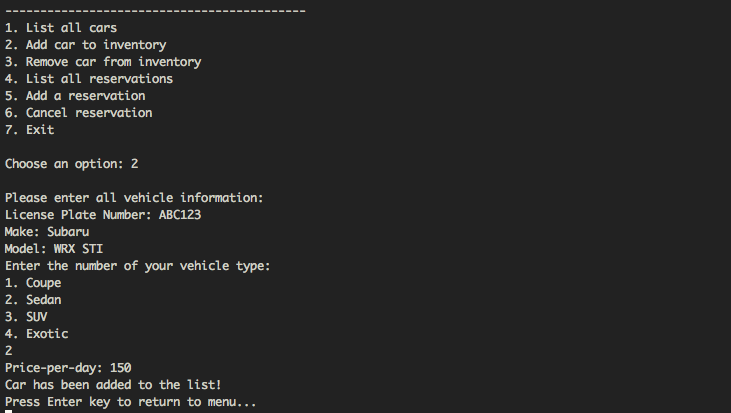 -------------------------------------------
1. List all cars
2. Add car to inventory
3. Remove car from inventory
4. List all reservations
5. Add a reservation
6. Cancel reservation
7. Exit
Choose an option: 2
Please enter all vehicle information:
License Plate Number: ABC123
Make: Subaru
Model: WRX STI
Enter the number of your vehicle type:
1. Coupe
2. Sedan
3. SUV
4. Exotic
2
Price-per-day: 150
Car has been added to the list!
Press Enter key to return to menu...